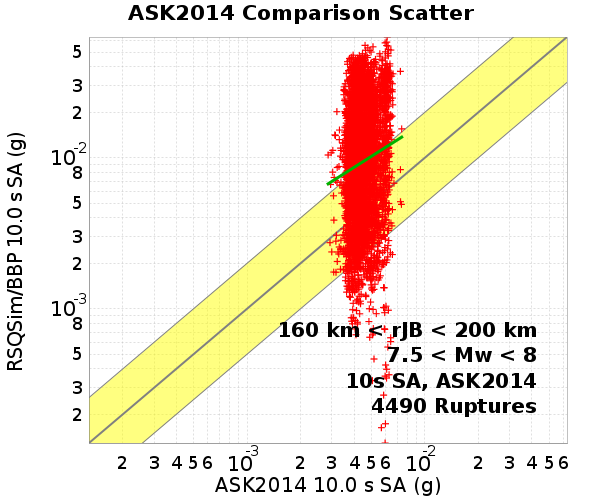 ASK2014 Comparison Scatter
RSQSim/BBP 10.0 s SA (g)
5
3
2
10-2
8
5
3
2
10-3
8
5
3
2
160 km < rJB < 200 km
7.5 < Mw < 8
10s SA, ASK2014
4490 Ruptures
2 3 4 5 6 10-3 2 3 4 5 6 10-2 2 3 4 5 6
ASK2014 10.0 s SA (g)